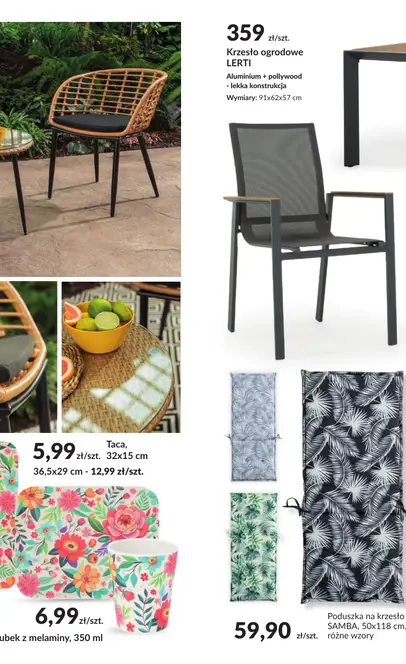 359 zł/szt.
Krzesło ogrodowe
LERTI
Aluminium + pollywood
- lekka konstrukcja
Wymiary: 91x62x57 cm
5,99 zł/szt.
Taca,
32x15 cm
36,5x29 cm - 12,99 zł/szt.
6,99 zł/szt.
ubek z melaminy, 350 ml
59,90 zł/szt.
Poduszka na krzesło
SAMBA, 50x118 cm,
różne wzory